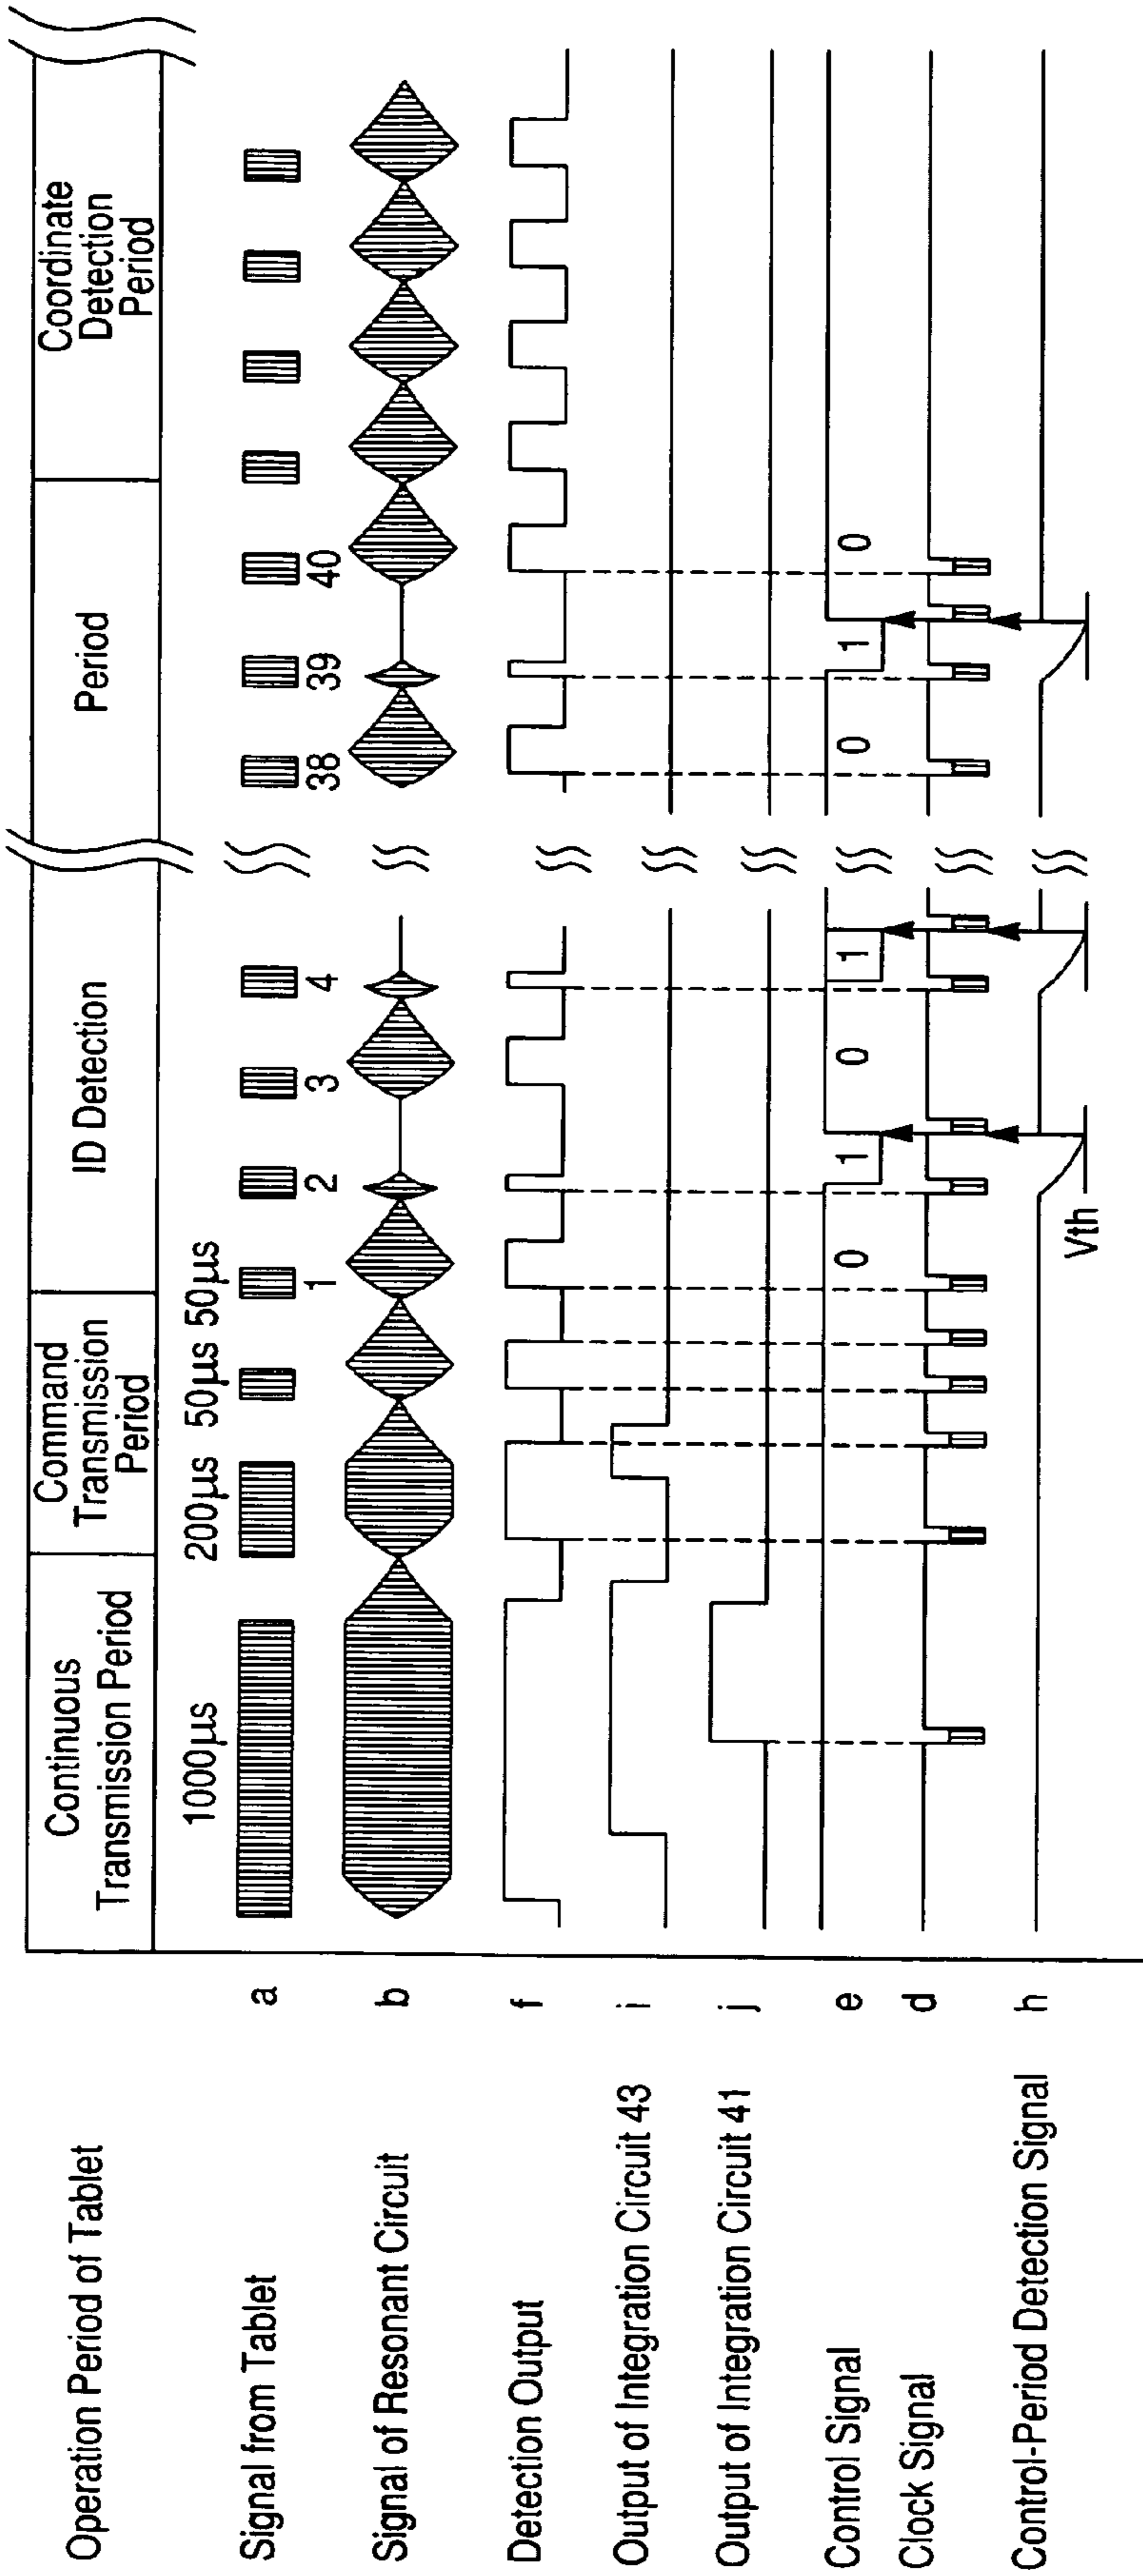 Operation Period of Tablet
Continuous
Transmission Period
Command
Transmission
Period
ID Detection
Period
Coordinate
Detection
Period
1000μs
200μs
50μs
50μs
Signal from Tablet
a
1
2
3
4
38
39
40
Signal of Resonant Circuit
b
Detection Output
f
Output of Integration Circuit 43
i
Output of Integration Circuit 41
j
Control Signal
e
0
1
0
1
0
1
0
Clock Signal
d
Control-Period Detection Signal
h
Vth